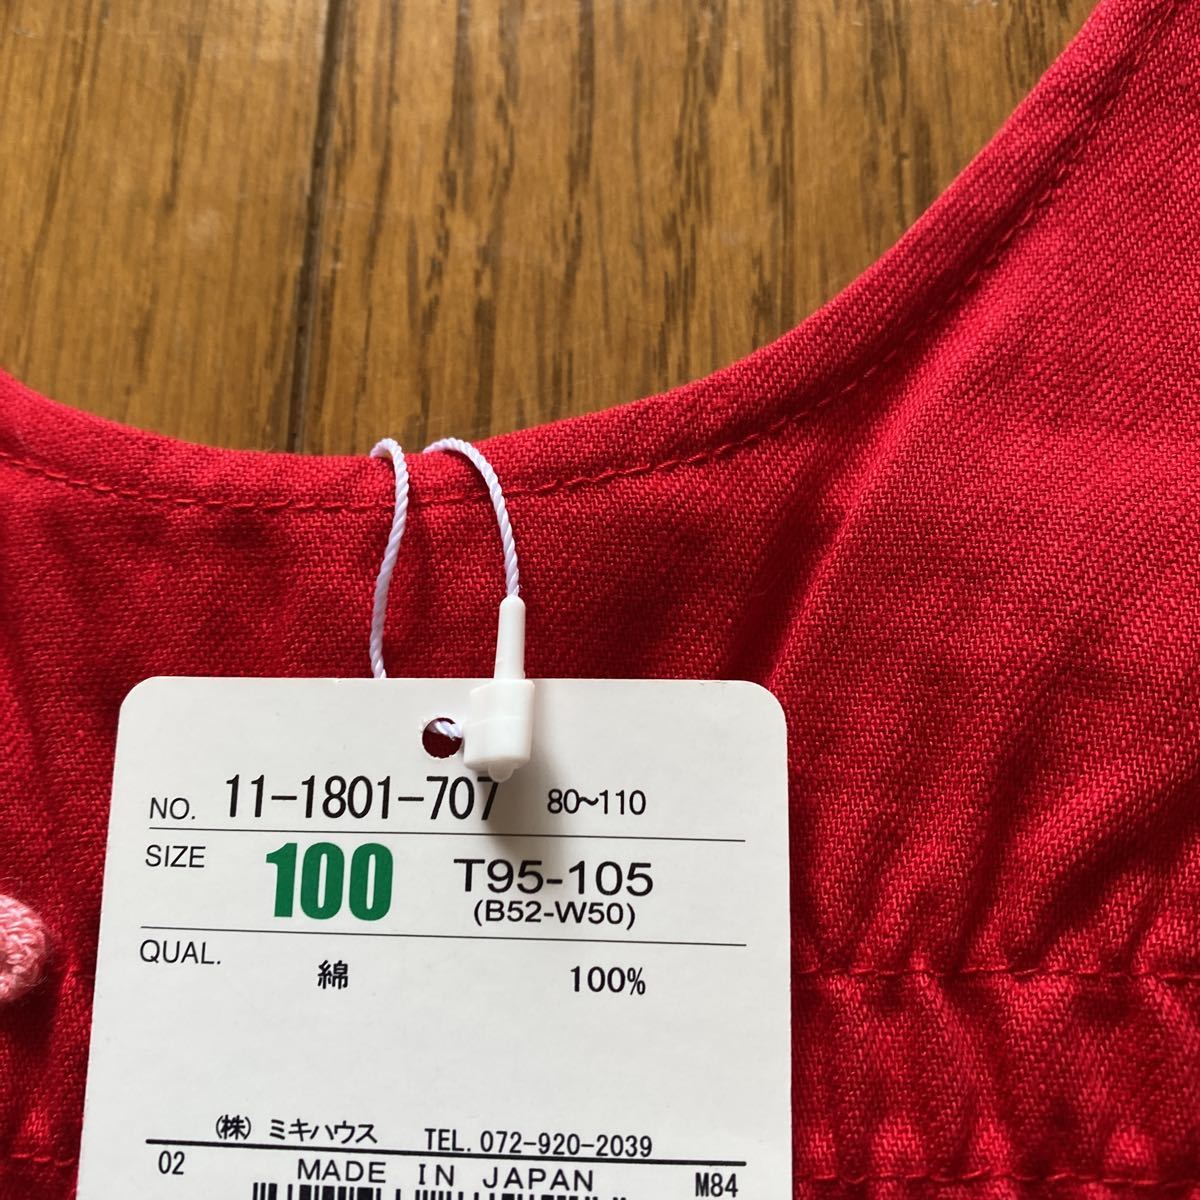 NO. 11-1801-707 80~110
SIZE 100 T95-105
(B52-W50)
QUAL. 綿 100%
(株) ミキハウス TEL. 072-920-2039
02 MADE IN JAPAN M84